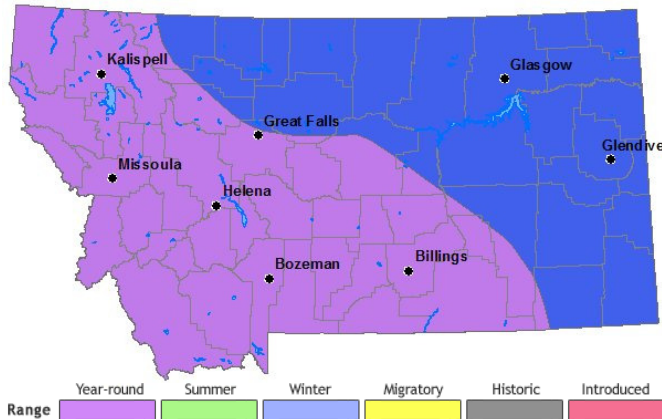 Kalispell
Glasgow
Great Falls
Glendive
Missoula
Helena
Billings
Bozeman
Year-round Summer Winter Migratory Historic Introduced
Range